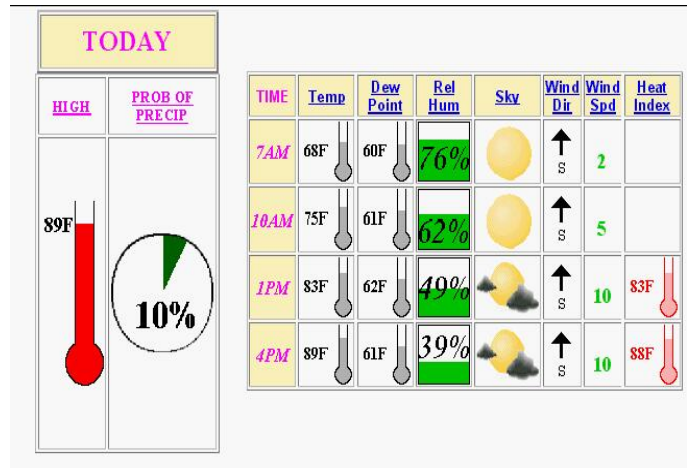 TODAY
HIGH
PROB OF
PRECIP
89F
10%
TIME Temp Dew Point Rel Hum Sky Wind Dir Wind Spd Heat Index
7AM 68F 60F 76% S 2
10AM 75F 61F 62% S 5
1PM 83F 62F 49% S 10 83F
4PM 89F 61F 39% S 10 88F